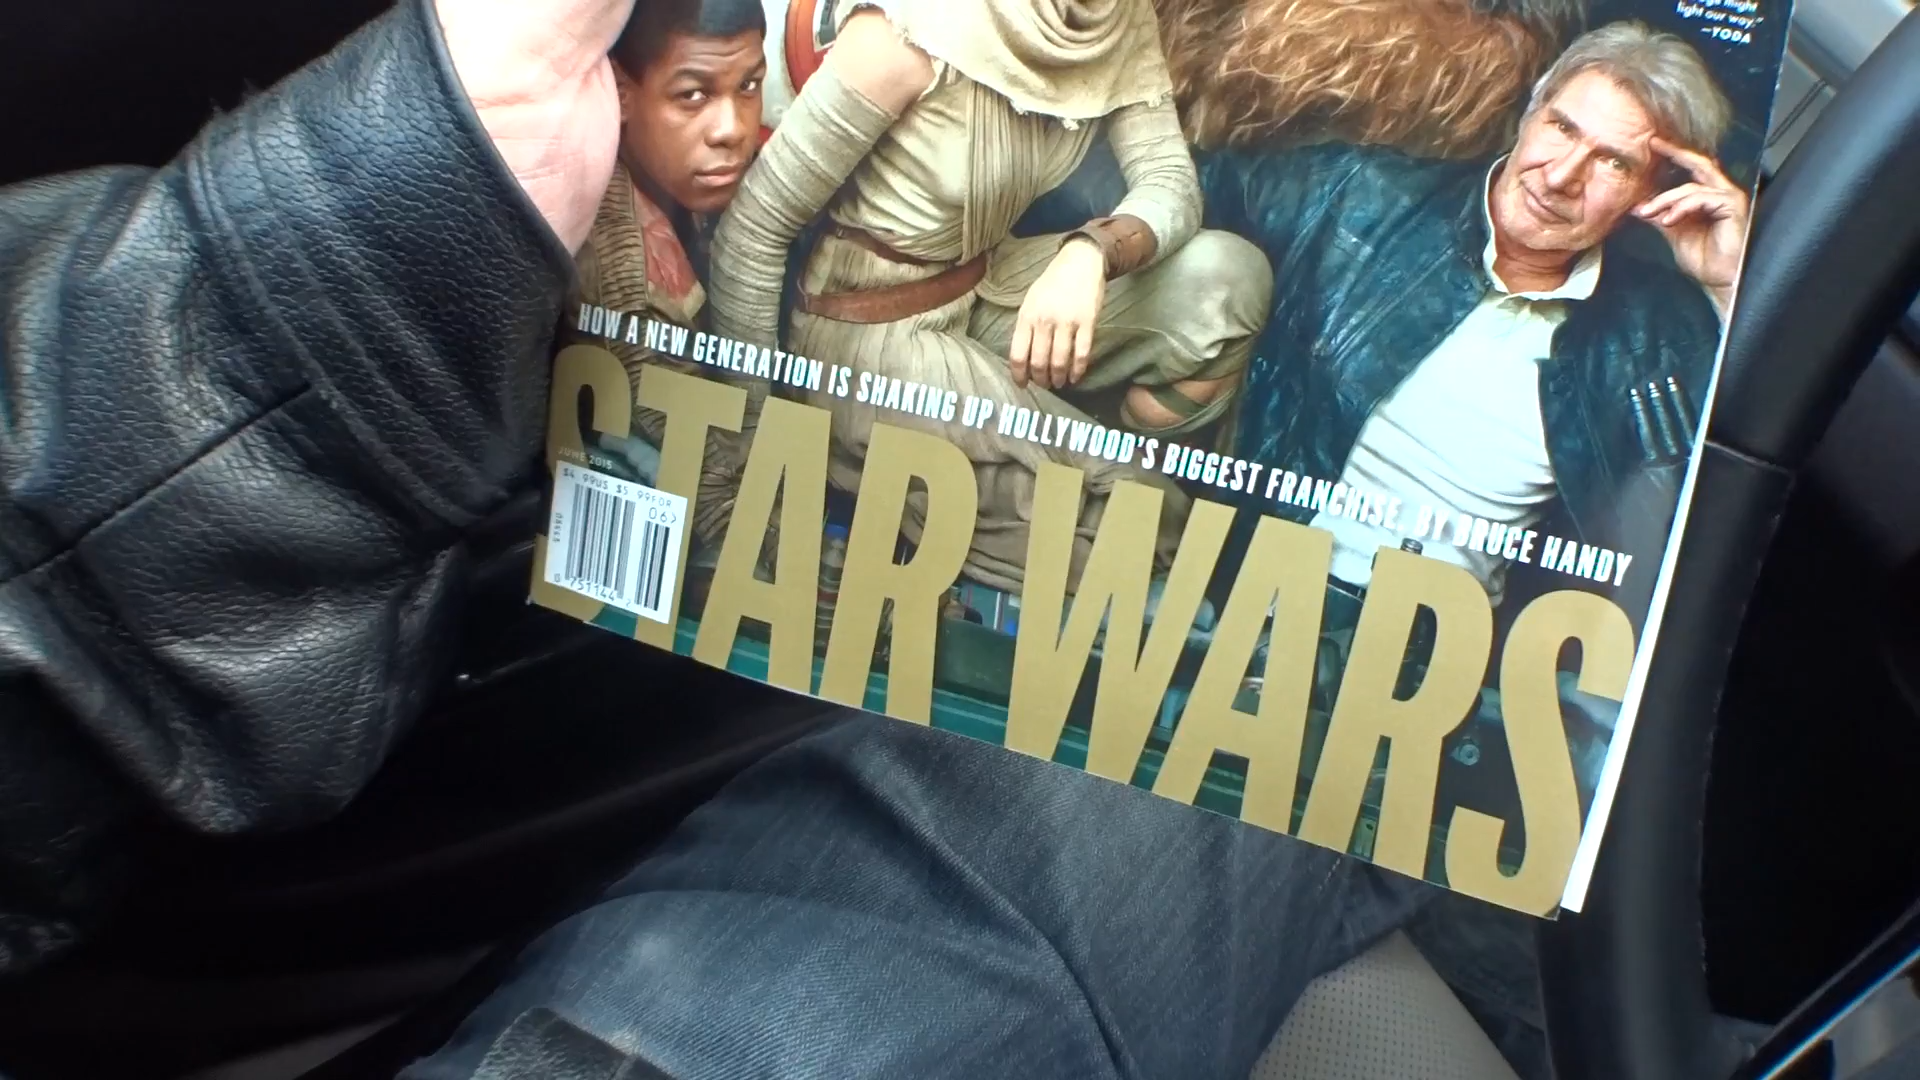 light our way."
—YODA
HOW A NEW GENERATION IS SHAKING UP HOLLYWOOD'S BIGGEST FRANCHISE. BY BRUCE HANDY
STAR WARS
JUNE 2015
$4.99US $5.99FOR
06>